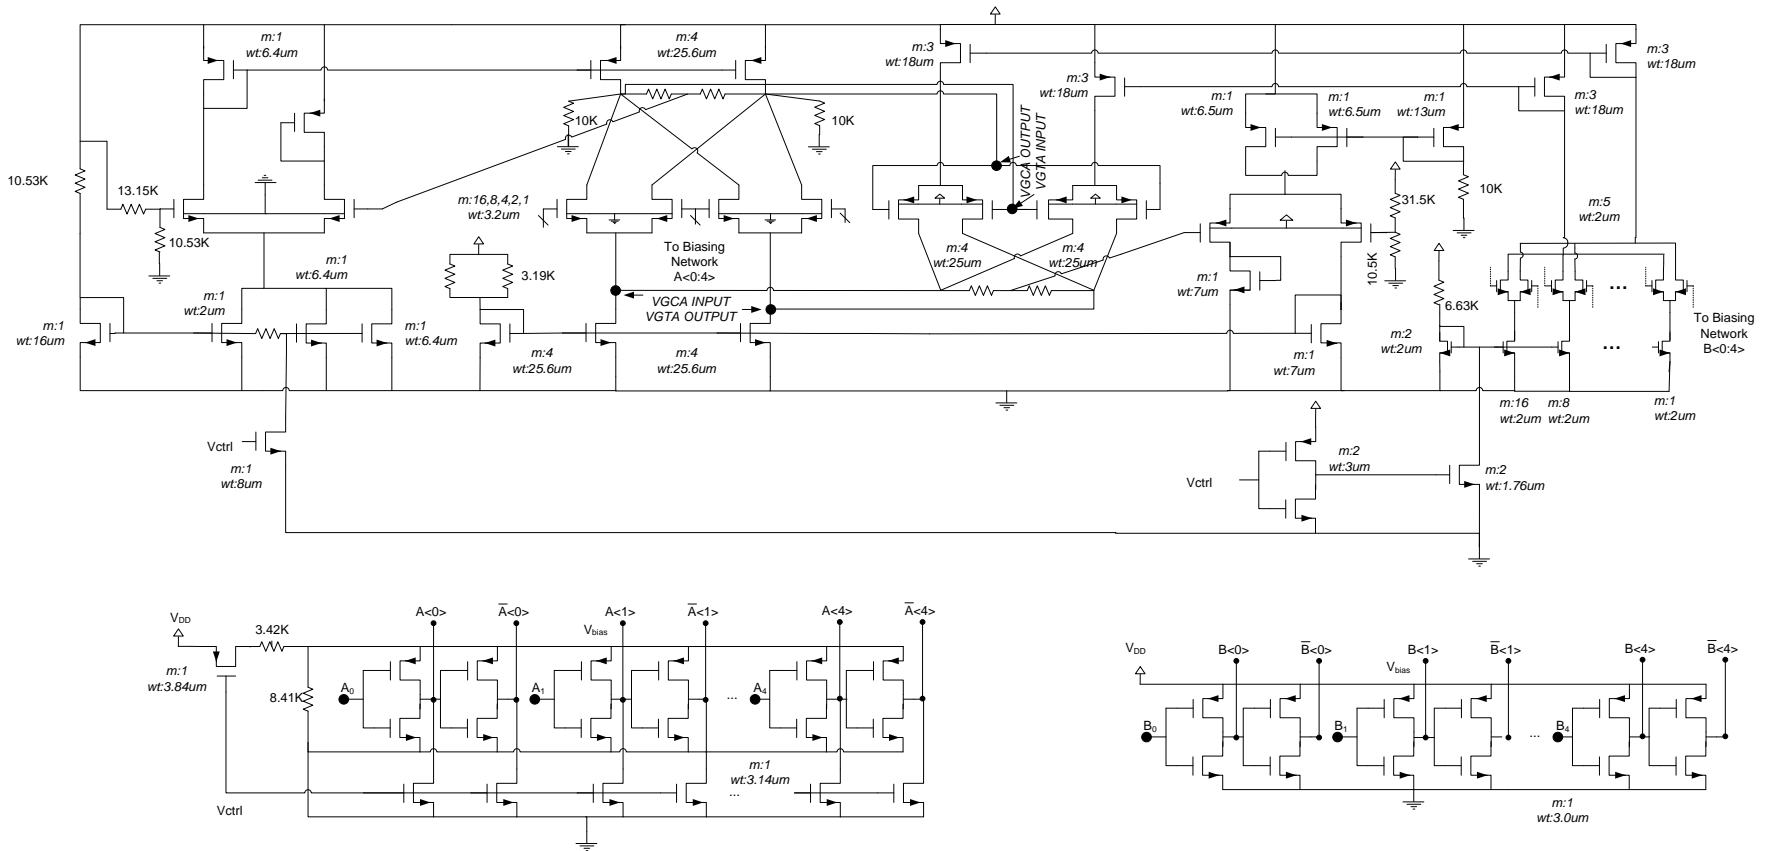 m:1
wt:6.4um
m:4
wt:25.6um
m:3
wt:18um
m:3
wt:18um
m:3
wt:18um
m:3
wt:18um
m:1
wt:6.5um
m:1
wt:6.5um
m:1
wt:13um
10K
10K
VGCA OUTPUT
VGTA INPUT
10.53K
13.15K
10.53K
m:16,8,4,2,1
wt:3.2um
To Biasing
Network
A<0:4>
m:4
wt:25um
m:4
wt:25um
31.5K
10K
10.5K
m:5
wt:2um
m:1
wt:6.4um
m:1
wt:2um
3.19K
VGCA INPUT
VGTA OUTPUT
m:1
wt:7um
6.63K
...
m:1
wt:16um
m:1
wt:6.4um
m:4
wt:25.6um
m:4
wt:25.6um
m:1
wt:7um
m:2
wt:2um
...
To Biasing
Network
B<0:4>
m:16
wt:2um
m:8
wt:2um
m:1
wt:2um
Vctrl
m:1
wt:8um
Vctrl
m:2
wt:3um
m:2
wt:1.76um
A<0>
A̅<0>
A<1>
A̅<1>
A<4>
A̅<4>
VDD
3.42K
Vbias
m:1
wt:3.84um
8.41K
A0
A1
...
A4
m:1
wt:3.14um
...
Vctrl
VDD
B<0>
B̅<0>
B<1>
B̅<1>
B<4>
B̅<4>
Vbias
B0
B1
...
B4
m:1
wt:3.0um